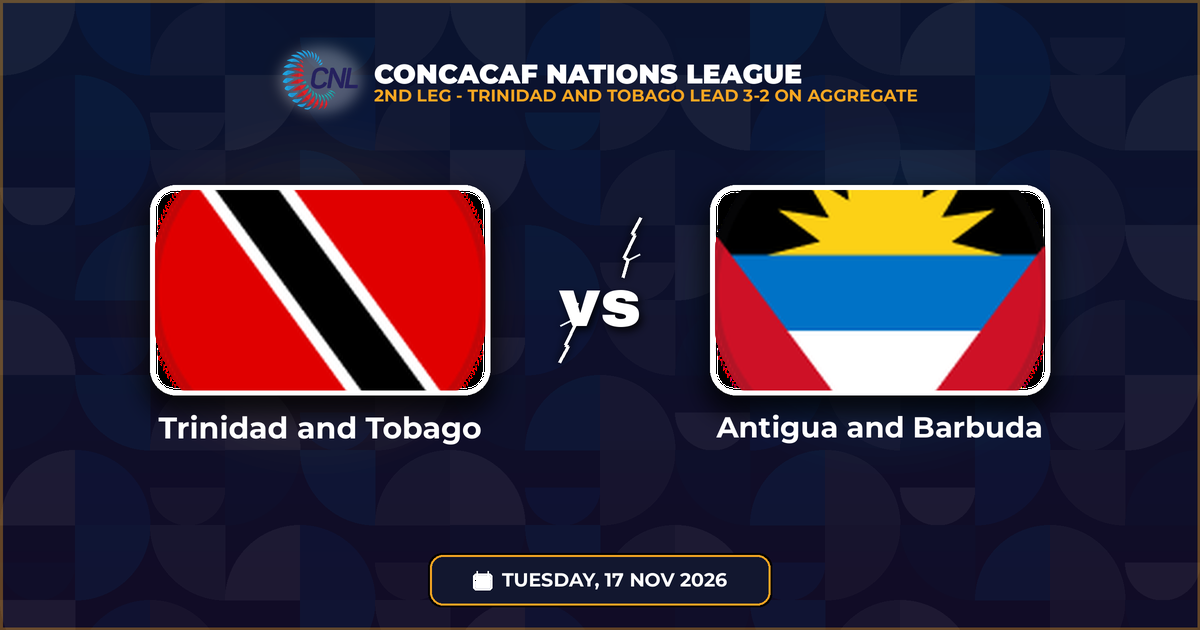 CNL
CONCACAF NATIONS LEAGUE
2ND LEG - TRINIDAD AND TOBAGO LEAD 3-2 ON AGGREGATE
VS
Trinidad and Tobago
Antigua and Barbuda
TUESDAY, 17 NOV 2026